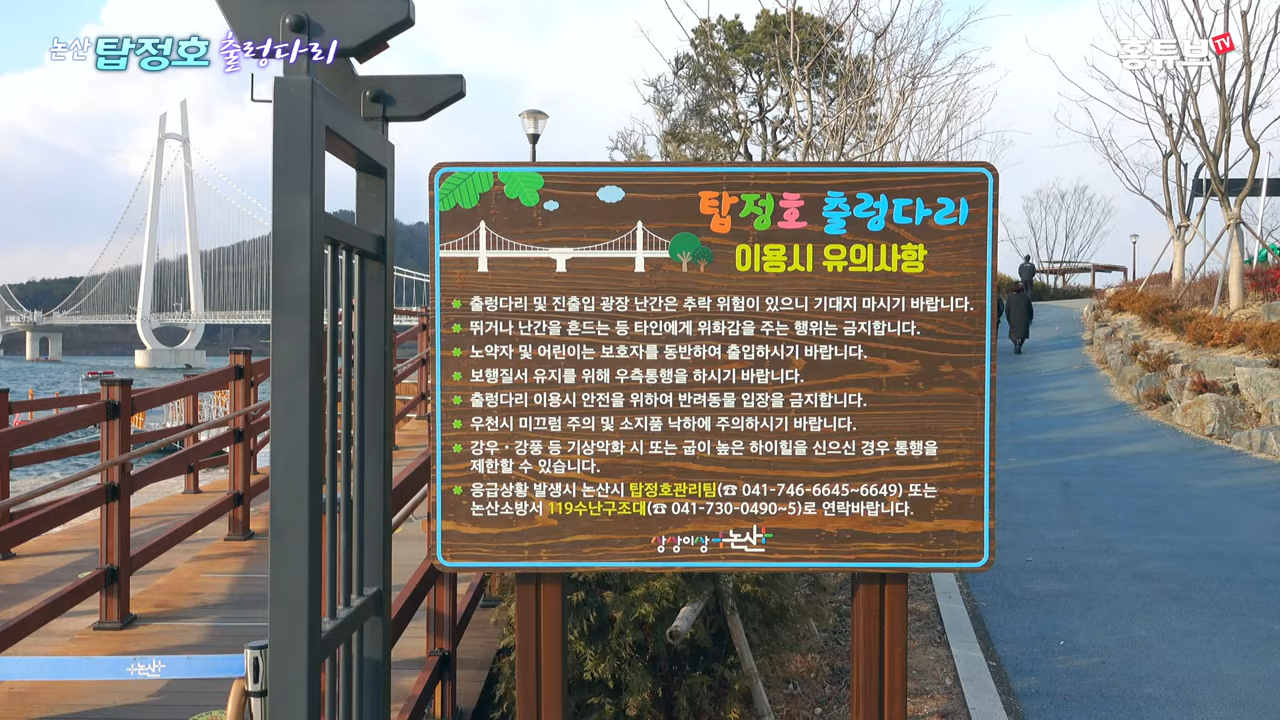 논산 탑정호 출렁다리
홍튜브 TV
탑정호 출렁다리
이용시 유의사항
출렁다리 및 진출입 광장 난간은 추락 위험이 있으니 기대지 마시기 바랍니다.
뛰거나 난간을 흔드는 등 타인에게 위화감을 주는 행위는 금지합니다.
노약자 및 어린이는 보호자를 동반하여 출입하시기 바랍니다.
보행질서 유지를 위해 우측통행을 하시기 바랍니다.
출렁다리 이용시 안전을 위하여 반려동물 입장을 금지합니다.
우천시 미끄럼 주의 및 소지품 낙하에 주의하시기 바랍니다.
강우·강풍 등 기상악화 시 또는 굽이 높은 하이힐을 신으신 경우 통행을
제한할 수 있습니다.
응급상황 발생시 논산시 탑정호관리팀(☎ 041-746-6645~6649) 또는
논산소방서 119수난구조대(☎ 041-730-0490~5)로 연락바랍니다.
상상이상 논산
논산